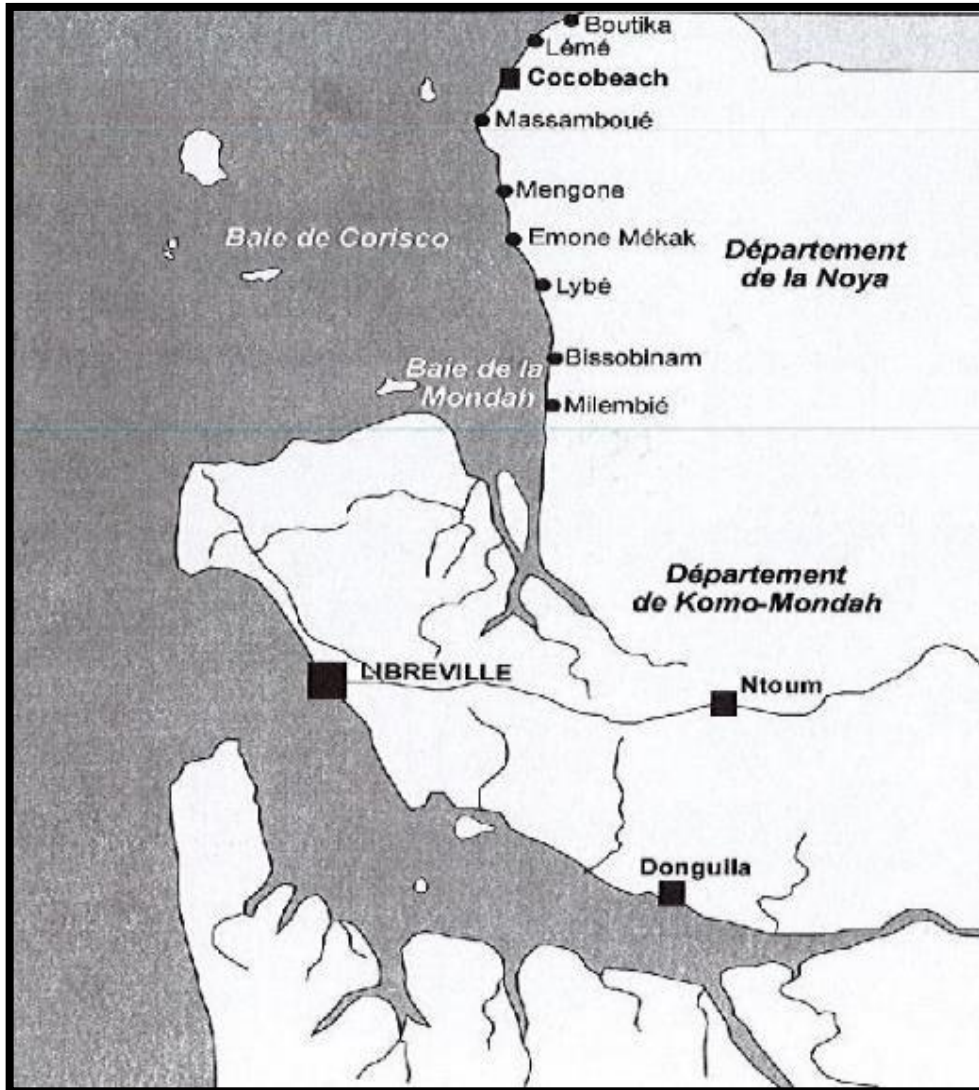 Boutika
Lémé
Cocobeach
Massamboué
Mengone
Baie de Corisco
Emone Mékak
Département
de la Noya
Lybé
Bissobinam
Baie de la
Mondah
Milembié
Département
de Komo-Mondah
LIBREVILLE
Ntoum
Donguila